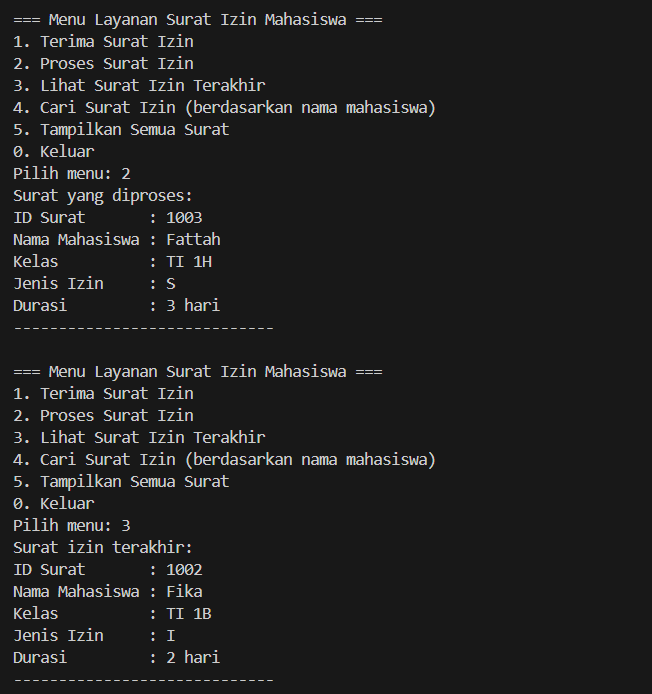 === Menu Layanan Surat Izin Mahasiswa ===
1. Terima Surat Izin
2. Proses Surat Izin
3. Lihat Surat Izin Terakhir
4. Cari Surat Izin (berdasarkan nama mahasiswa)
5. Tampilkan Semua Surat
0. Keluar
Pilih menu: 2
Surat yang diproses:
ID Surat       : 1003
Nama Mahasiswa : Fattah
Kelas          : TI 1H
Jenis Izin     : S
Durasi         : 3 hari
-----------------------------
=== Menu Layanan Surat Izin Mahasiswa ===
1. Terima Surat Izin
2. Proses Surat Izin
3. Lihat Surat Izin Terakhir
4. Cari Surat Izin (berdasarkan nama mahasiswa)
5. Tampilkan Semua Surat
0. Keluar
Pilih menu: 3
Surat izin terakhir:
ID Surat       : 1002
Nama Mahasiswa : Fika
Kelas          : TI 1B
Jenis Izin     : I
Durasi         : 2 hari
-----------------------------